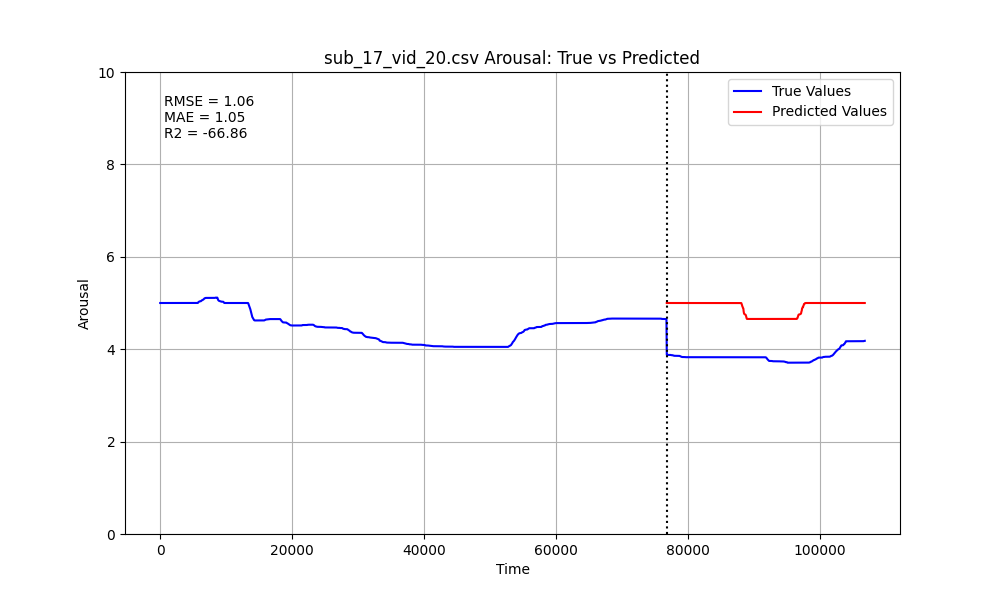 sub_17_vid_20.csv Arousal: True vs Predicted
RMSE = 1.06
MAE = 1.05
R2 = -66.86
True Values
Predicted Values
Arousal
10
8
6
4
2
0
0 20000 40000 60000 80000 100000
Time